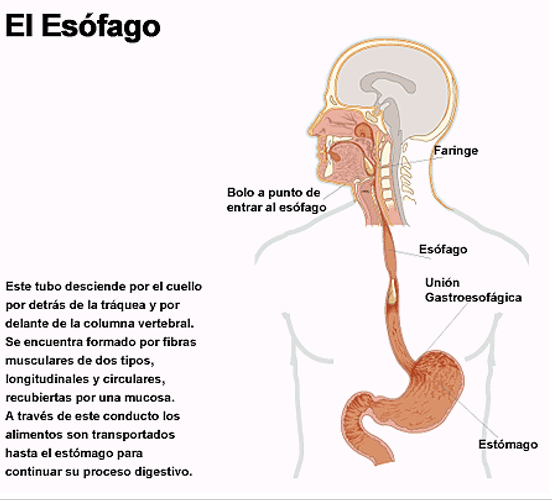 El Esófago
Faringe
Bolo a punto de
entrar al esófago
Esófago
Unión
Gastroesofágica
Estómago
Este tubo desciende por el cuello
por detrás de la tráquea y por
delante de la columna vertebral.
Se encuentra formado por fibras
musculares de dos tipos,
longitudinales y circulares,
recubiertas por una mucosa.
A través de este conducto los
alimentos son transportados
hasta el estómago para
continuar su proceso digestivo.